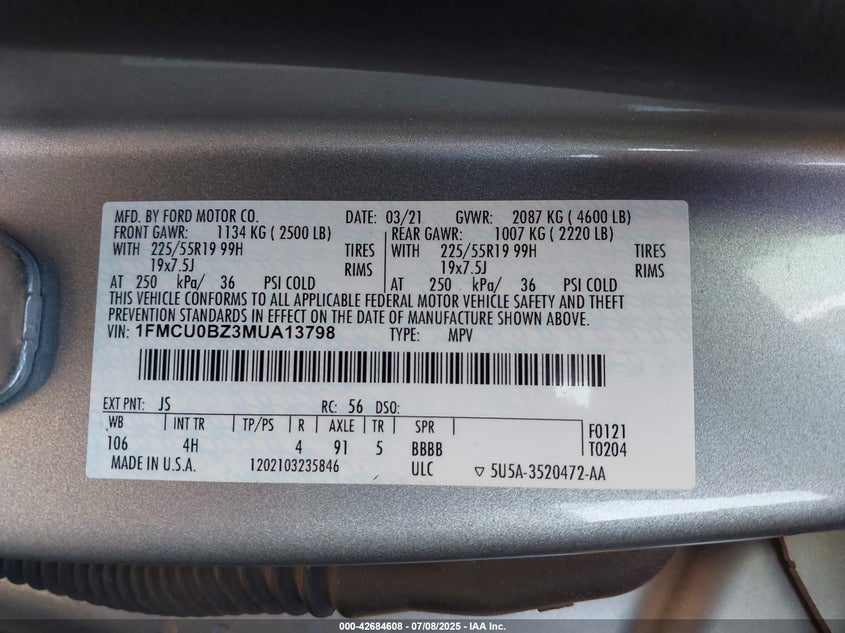 MFD. BY FORD MOTOR CO. DATE: 03/21 GVWR: 2087 KG ( 4600 LB)
FRONT GAWR: 1134 KG ( 2500 LB) REAR GAWR: 1007 KG ( 2220 LB)
WITH 225/55R19 99H TIRES WITH 225/55R19 99H TIRES
19x7.5J RIMS 19x7.5J RIMS
AT 250 kPa/ 36 PSI COLD AT 250 kPa/ 36 PSI COLD
THIS VEHICLE CONFORMS TO ALL APPLICABLE FEDERAL MOTOR VEHICLE SAFETY AND THEFT
PREVENTION STANDARDS IN EFFECT ON THE DATE OF MANUFACTURE SHOWN ABOVE.
VIN: 1FMCU0BZ3MUA13798 TYPE: MPV
EXT PNT: JS RC: 56 DSO:
WB INT TR TP/PS R AXLE TR SPR F0121
106 4H 4 91 5 BBBB T0204
MADE IN U.S.A. 1202103235846 ULC ▽ 5U5A-3520472-AA
000-42684608 - 07/08/2025 - IAA Inc.